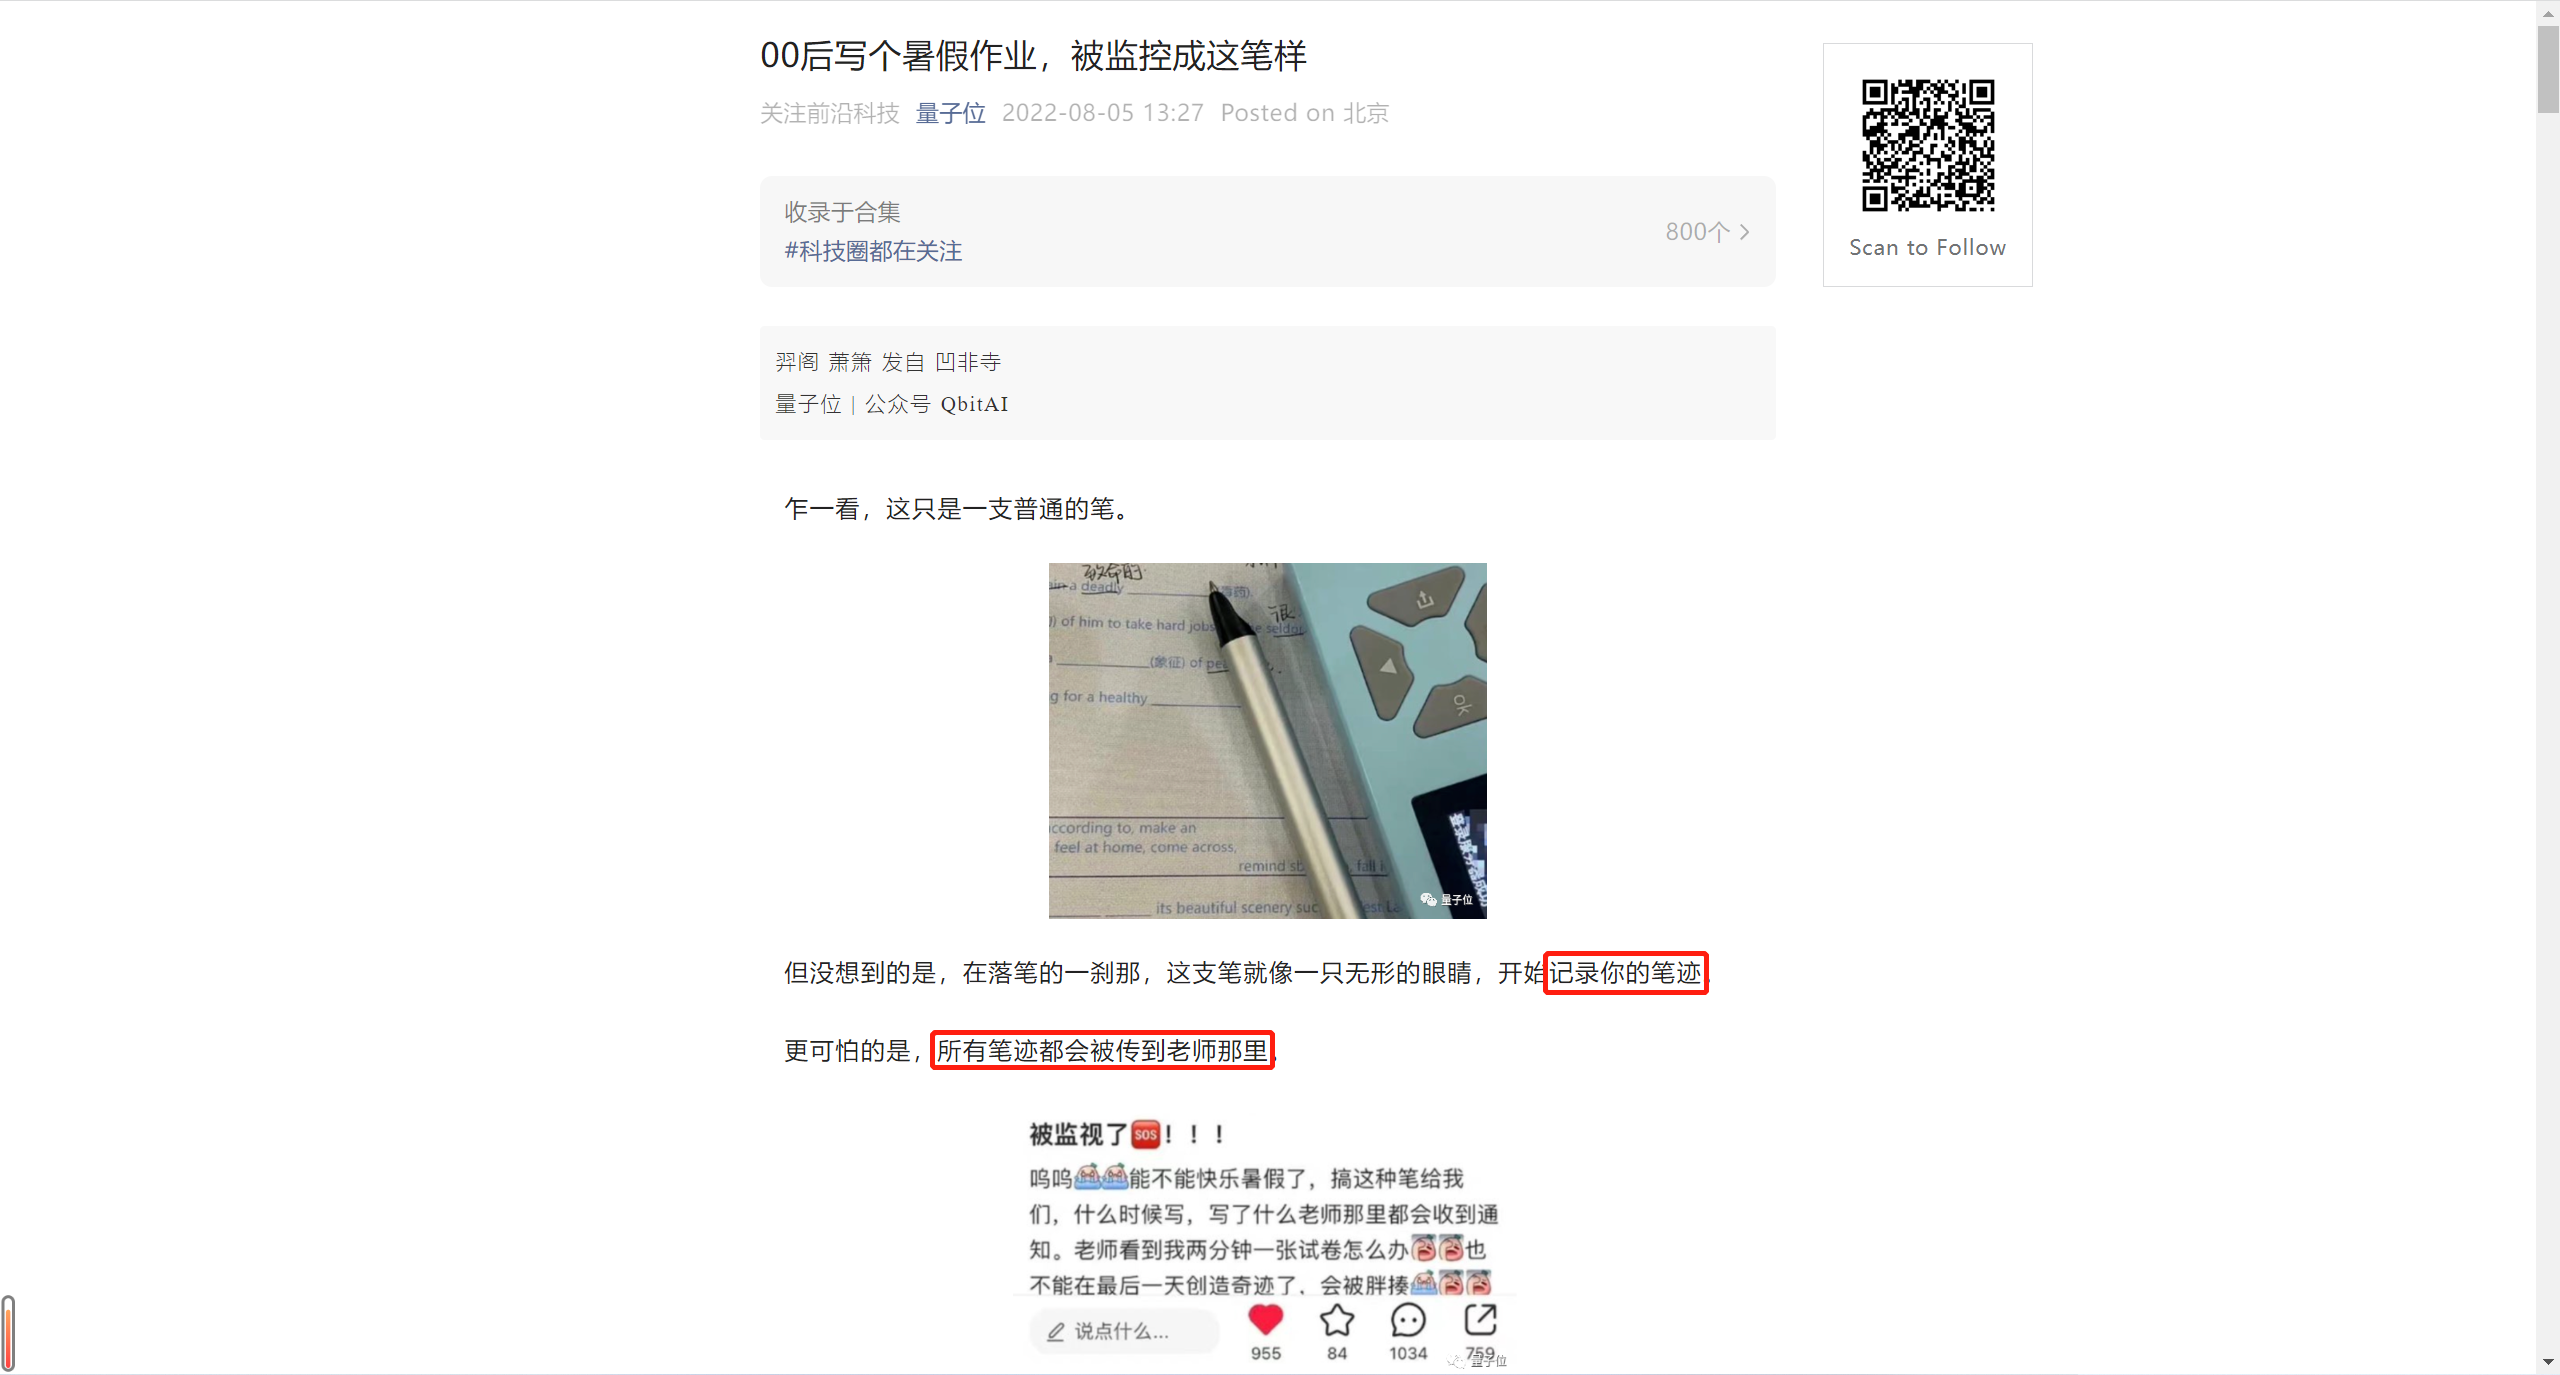 00后写个暑假作业，被监控成这笔样
关注前沿科技 量子位 2022-08-05 13:27 Posted on 北京
收录于合集
#科技圈都在关注
800个
Scan to Follow
羿阁 萧箫 发自 凹非寺
量子位 | 公众号 QbitAI
乍一看，这只是一支普通的笔。
致命的
a deadly
很
of him to take hard jobs
seldom
(象征) of
g for a healthy
ok
ccording to, make an
feel at home, come across,
remind
fall
its beautiful scenery
量子位
但没想到的是，在落笔的一刹那，这支笔就像一只无形的眼睛，开始记录你的笔迹
更可怕的是，所有笔迹都会被传到老师那里
被监视了🆘！！！
呜呜能不能快乐暑假了，搞这种笔给我
们，什么时候写，写了什么老师那里都会收到通
知。老师看到我两分钟一张试卷怎么办也
不能在最后一天创造奇迹了，会被胖揍
说点什么...
955 84 1034 759
量子位